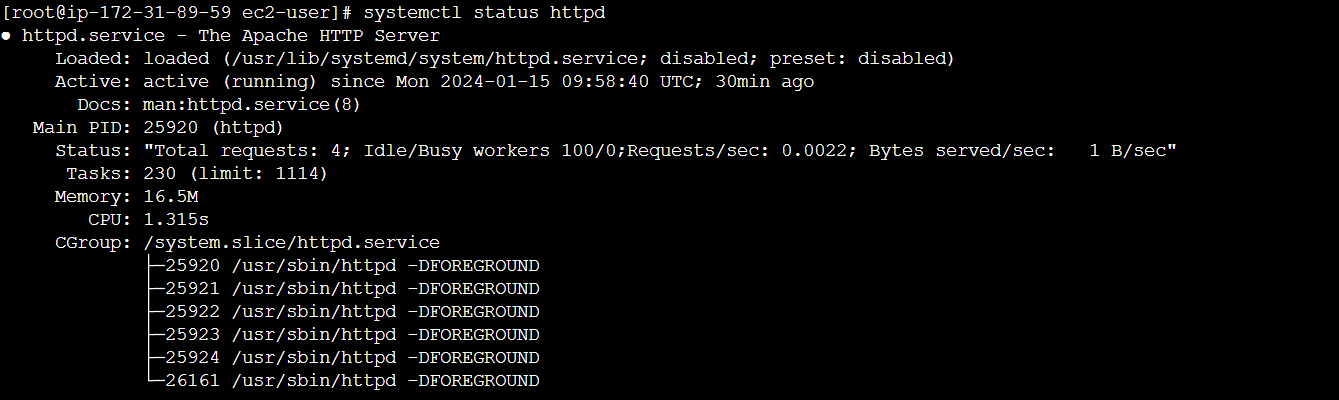 [root@ip-172-31-89-59 ec2-user]# systemctl status httpd
● httpd.service - The Apache HTTP Server
     Loaded: loaded (/usr/lib/systemd/system/httpd.service; disabled; preset: disabled)
     Active: active (running) since Mon 2024-01-15 09:58:40 UTC; 30min ago
       Docs: man:httpd.service(8)
   Main PID: 25920 (httpd)
     Status: "Total requests: 4; Idle/Busy workers 100/0;Requests/sec: 0.0022; Bytes served/sec:   1 B/sec"
      Tasks: 230 (limit: 1114)
     Memory: 16.5M
        CPU: 1.315s
     CGroup: /system.slice/httpd.service
             ├─25920 /usr/sbin/httpd -DFOREGROUND
             ├─25921 /usr/sbin/httpd -DFOREGROUND
             ├─25922 /usr/sbin/httpd -DFOREGROUND
             ├─25923 /usr/sbin/httpd -DFOREGROUND
             ├─25924 /usr/sbin/httpd -DFOREGROUND
             └─26161 /usr/sbin/httpd -DFOREGROUND